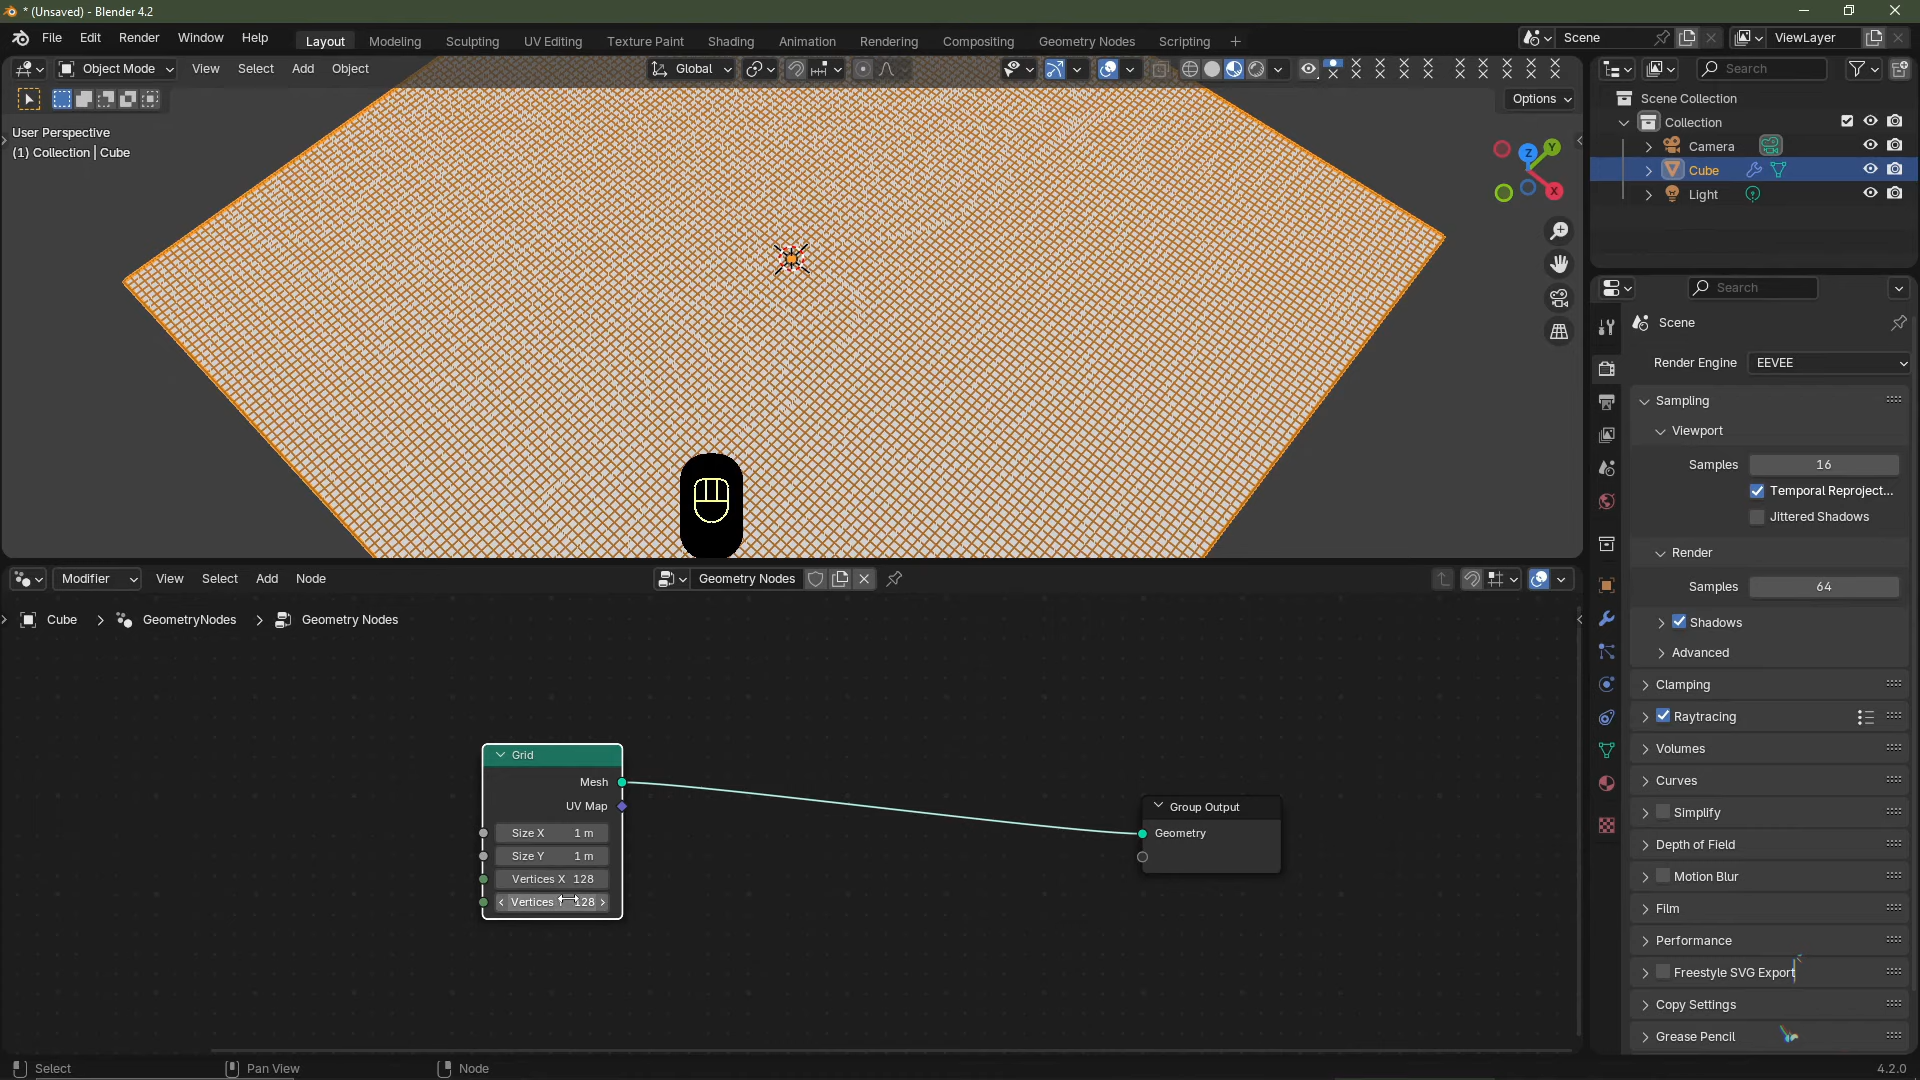 * (Unsaved) - Blender 4.2
File Edit Render Window Help Layout Modeling Sculpting UV Editing Texture Paint Shading Animation Rendering Compositing Geometry Nodes Scripting + Scene ViewLayer
Object Mode View Select Add Object Global Search
Options
User Perspective
(1) Collection | Cube
Z Y X
Scene Collection
Collection
Camera
Cube
Light
Search
Scene
Render Engine EEVEE
Sampling
Viewport
Samples 16
Temporal Reproject...
Jittered Shadows
Render
Samples 64
Shadows
Advanced
Clamping
Raytracing
Volumes
Curves
Simplify
Depth of Field
Motion Blur
Film
Performance
Freestyle SVG Export
Copy Settings
Grease Pencil
Modifier View Select Add Node Geometry Nodes
Cube > GeometryNodes > Geometry Nodes
Grid
Mesh
UV Map
Size X 1 m
Size Y 1 m
Vertices X 128
Vertices Y 128
Group Output
Geometry
Select Pan View Node 4.2.0